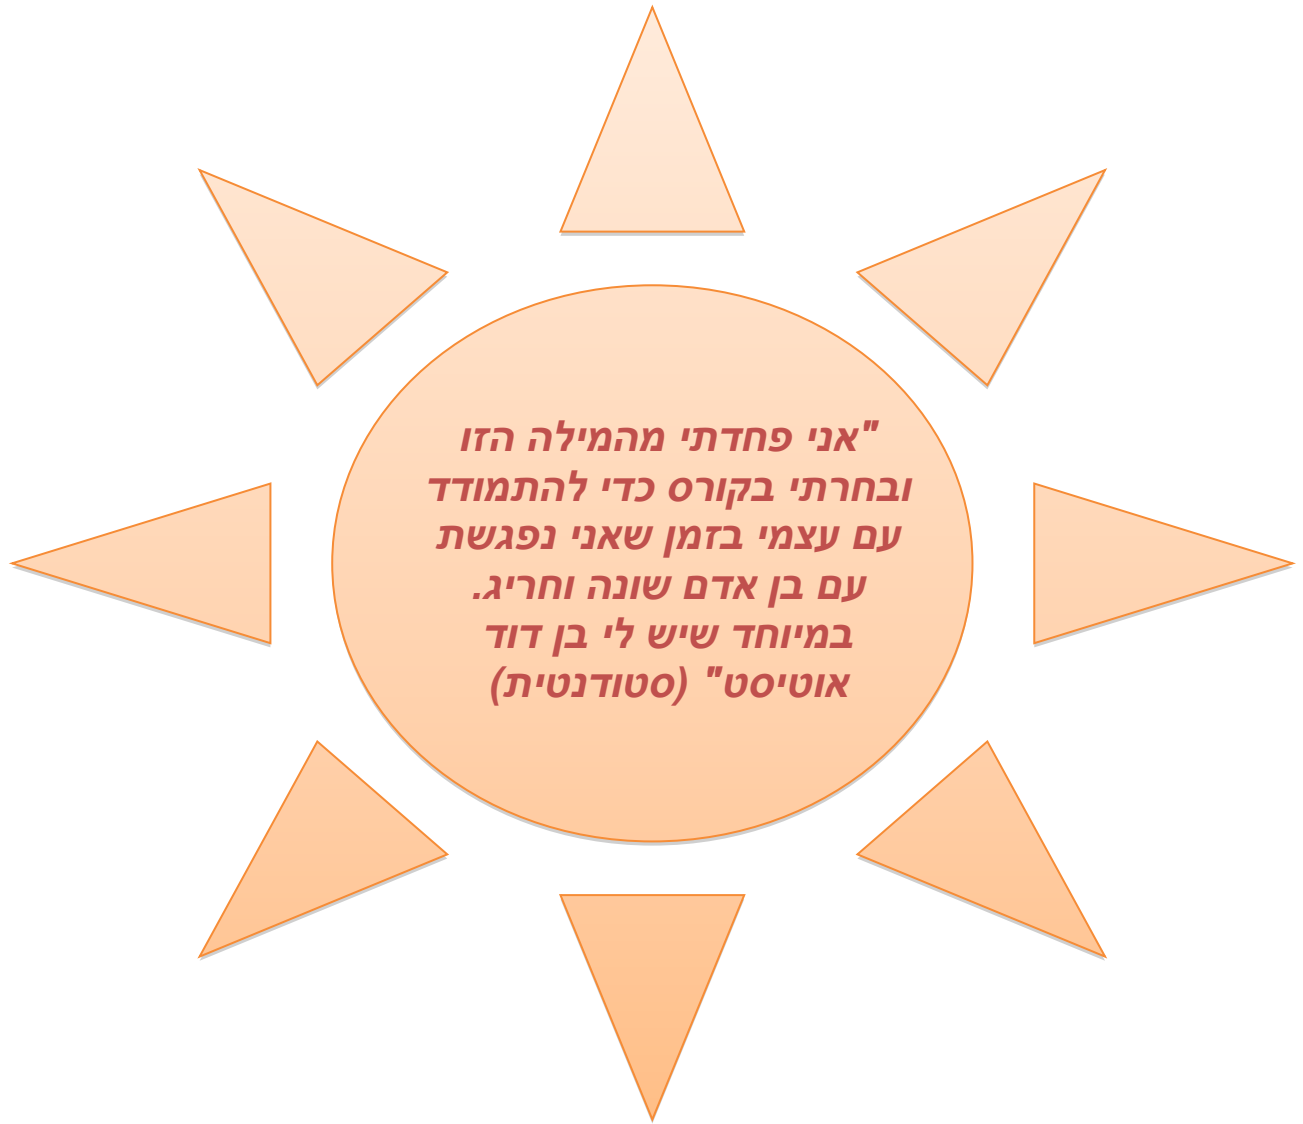 "אני פחדתי מהמילה הזו
ובחרתי בקורס כדי להתמודד
עם עצמי בזמן שאני נפגשת
עם בן אדם שונה וחריג.
במיוחד שיש לי בן דוד
אוטיסט" (סטודנטית)